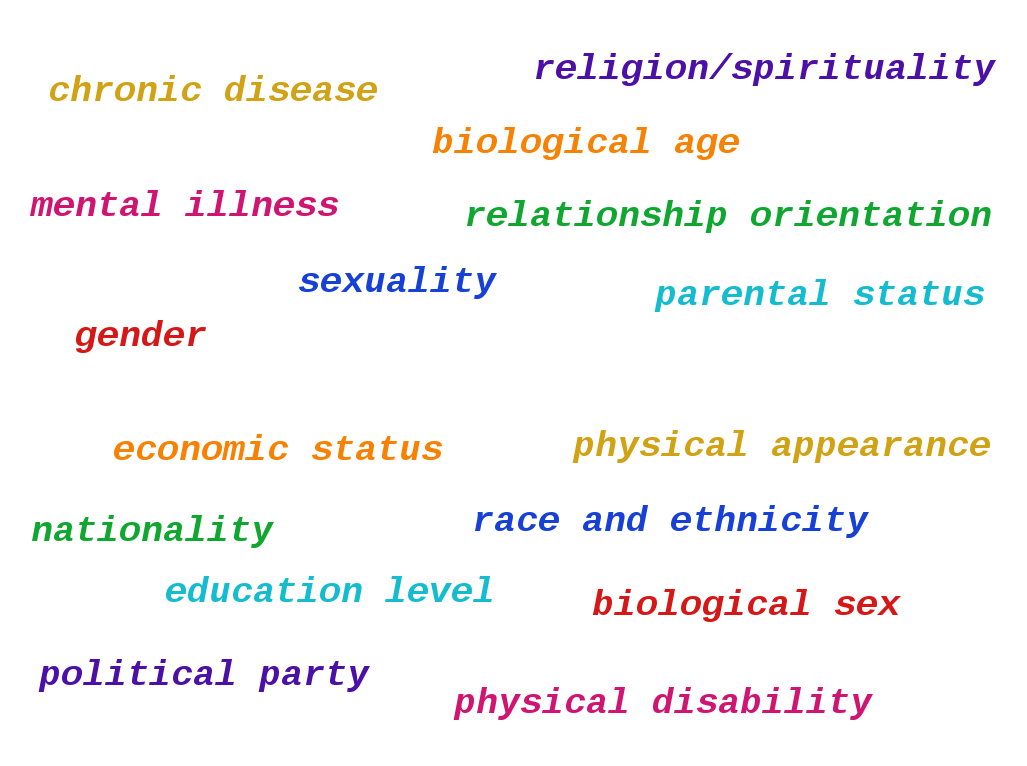 religion/spirituality
chronic disease
biological age
mental illness
relationship orientation
sexuality
parental status
gender
economic status
physical appearance
nationality
race and ethnicity
education level
biological sex
political party
physical disability